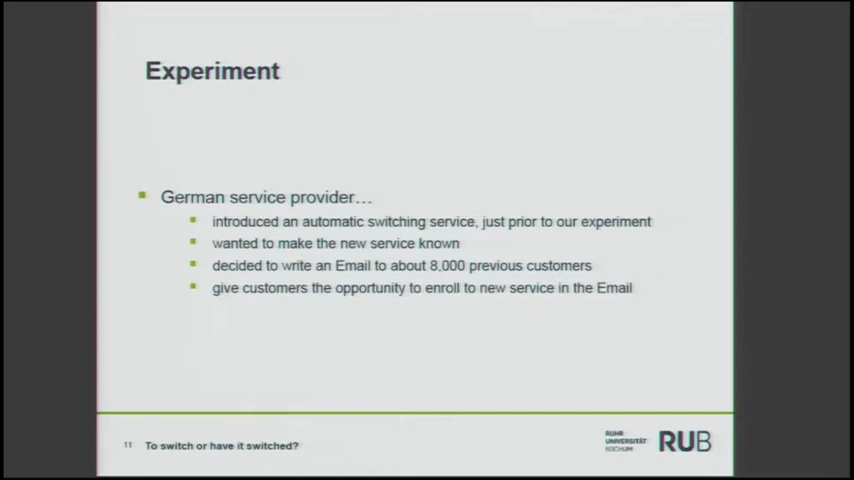 Experiment
German service provider…
introduced an automatic switching service, just prior to our experiment
wanted to make the new service known
decided to write an Email to about 8,000 previous customers
give customers the opportunity to enroll to new service in the Email
11 To switch or have it switched?
RUHR
UNIVERSITÄT
BOCHUM
RUB